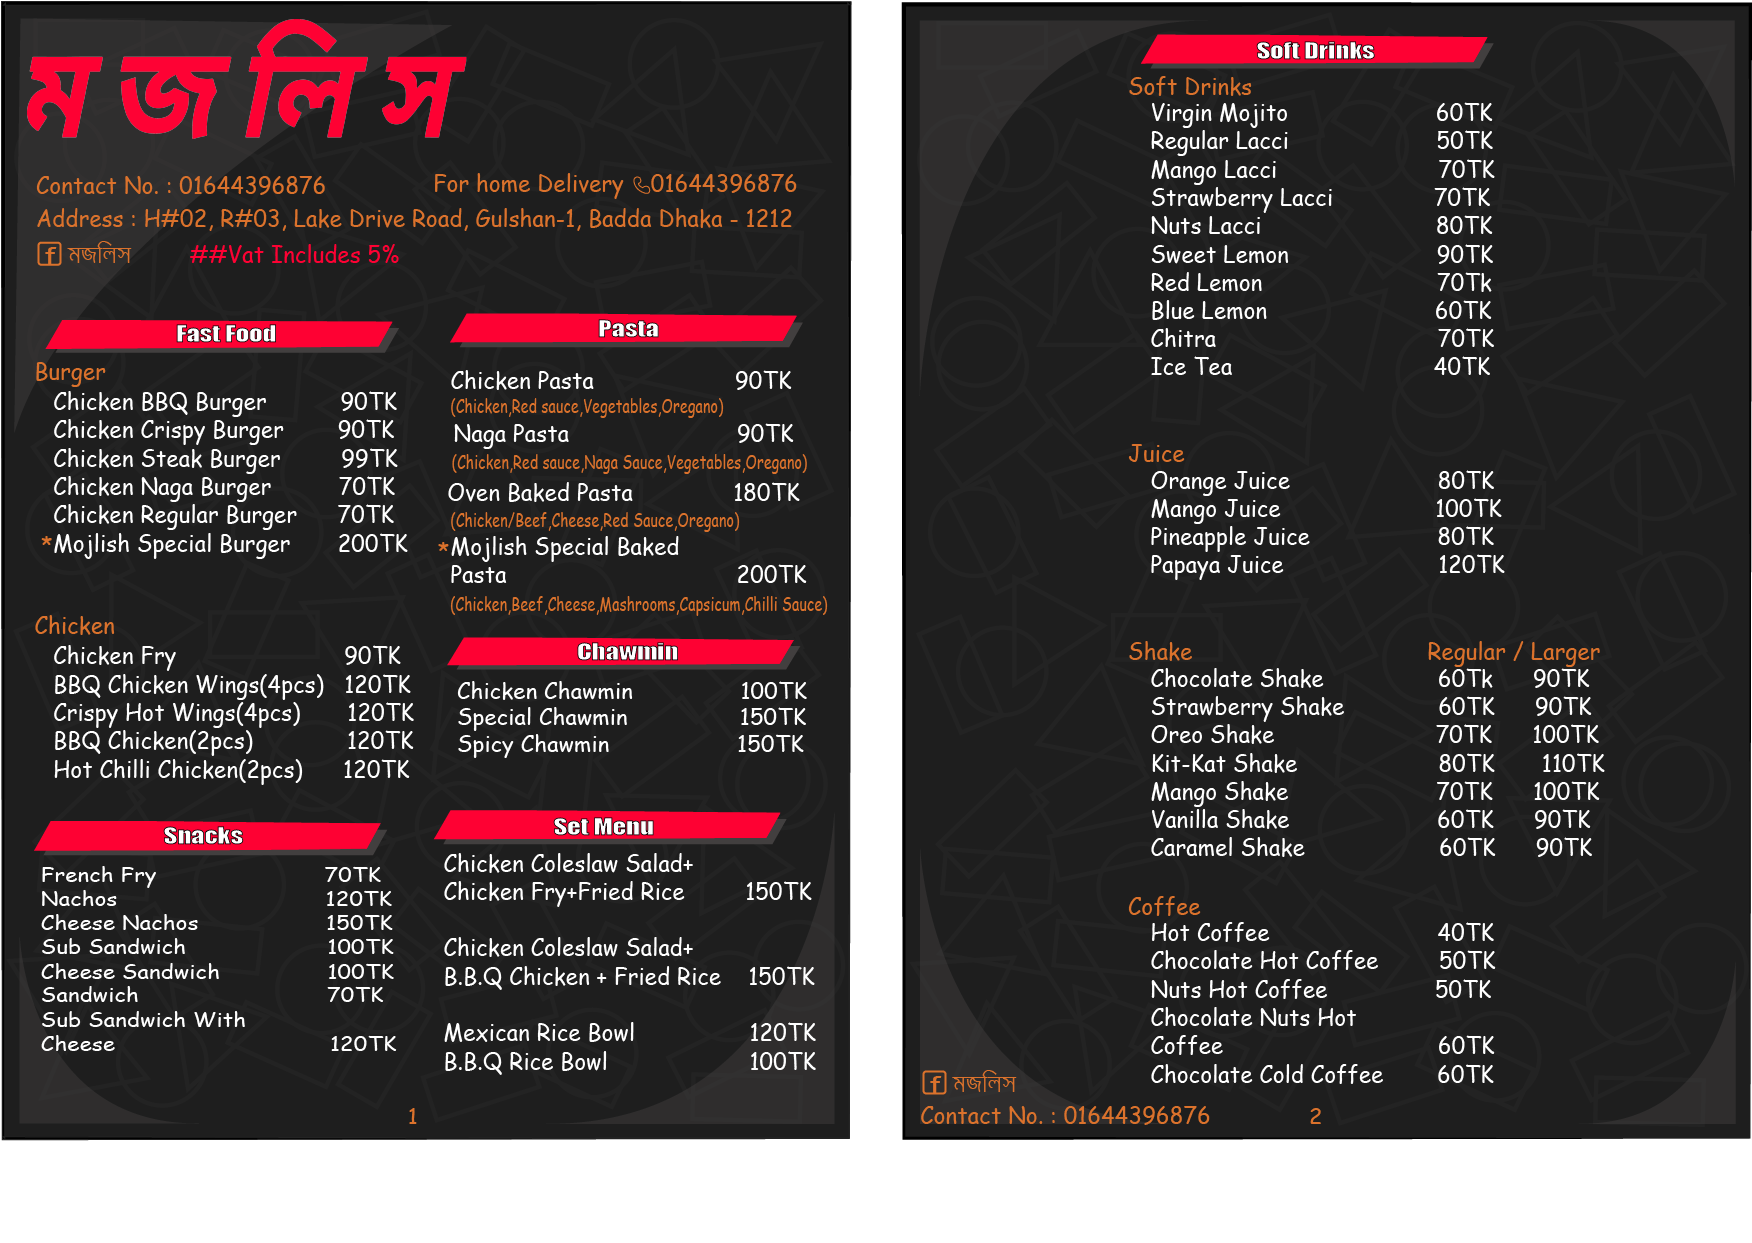 মজলিস
Contact No. : 01644396876
For home Delivery 01644396876
Address : H#02, R#03, Lake Drive Road, Gulshan-1, Badda Dhaka - 1212
মজলিস ##Vat Includes 5%
Fast Food
Burger
Chicken BBQ Burger 90TK
Chicken Crispy Burger 90TK
Chicken Steak Burger 99TK
Chicken Naga Burger 70TK
Chicken Regular Burger 70TK
*Mojlish Special Burger 200TK
Chicken
Chicken Fry 90TK
BBQ Chicken Wings(4pcs) 120TK
Crispy Hot Wings(4pcs) 120TK
BBQ Chicken(2pcs) 120TK
Hot Chilli Chicken(2pcs) 120TK
Snacks
French Fry 70TK
Nachos 120TK
Cheese Nachos 150TK
Sub Sandwich 100TK
Cheese Sandwich 100TK
Sandwich 70TK
Sub Sandwich With
Cheese 120TK
Pasta
Chicken Pasta 90TK
(Chicken,Red sauce,Vegetables,Oregano)
Naga Pasta 90TK
(Chicken,Red sauce,Naga Sauce,Vegetables,Oregano)
Oven Baked Pasta 180TK
(Chicken/Beef,Cheese,Red Sauce,Oregano)
*Mojlish Special Baked
Pasta 200TK
(Chicken,Beef,Cheese,Mashrooms,Capsicum,Chilli Sauce)
Chawmin
Chicken Chawmin 100TK
Special Chawmin 150TK
Spicy Chawmin 150TK
Set Menu
Chicken Coleslaw Salad+
Chicken Fry+Fried Rice 150TK
Chicken Coleslaw Salad+
B.B.Q Chicken + Fried Rice 150TK
Mexican Rice Bowl 120TK
B.B.Q Rice Bowl 100TK
1
Soft Drinks
Soft Drinks
Virgin Mojito 60TK
Regular Lacci 50TK
Mango Lacci 70TK
Strawberry Lacci 70TK
Nuts Lacci 80TK
Sweet Lemon 90TK
Red Lemon 70Tk
Blue Lemon 60TK
Chitra 70TK
Ice Tea 40TK
Juice
Orange Juice 80TK
Mango Juice 100TK
Pineapple Juice 80TK
Papaya Juice 120TK
Shake Regular / Larger
Chocolate Shake 60Tk 90TK
Strawberry Shake 60TK 90TK
Oreo Shake 70TK 100TK
Kit-Kat Shake 80TK 110TK
Mango Shake 70TK 100TK
Vanilla Shake 60TK 90TK
Caramel Shake 60TK 90TK
Coffee
Hot Coffee 40TK
Chocolate Hot Coffee 50TK
Nuts Hot Coffee 50TK
Chocolate Nuts Hot
Coffee 60TK
Chocolate Cold Coffee 60TK
মজলিস
Contact No. : 01644396876
2